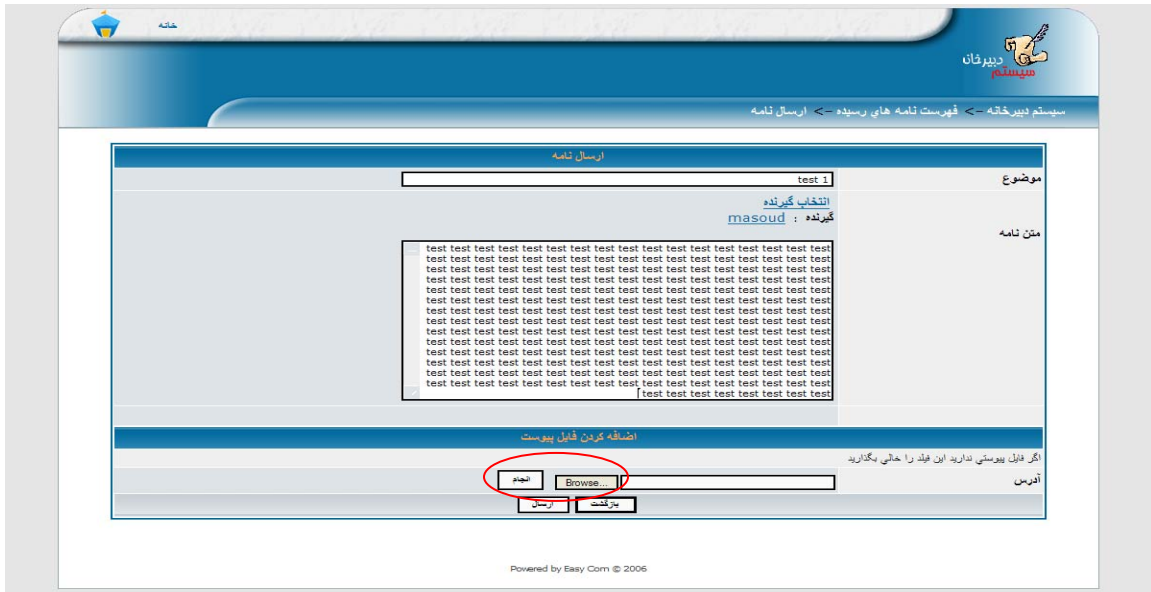 خانه
دبیرخانه
سیستم
سیستم دبیرخانه -> فهرست نامه های رسیده -> ارسال نامه
ارسال نامه
موضوع
test 1
انتخاب گیرنده
گیرنده : masoud
متن نامه
test test test test test test test test test test test test test test test test test
test test test test test test test test test test test test test test test test test
test test test test test test test test test test test test test test test test test
test test test test test test test test test test test test test test test test test
test test test test test test test test test test test test test test test test test
test test test test test test test test test test test test test test test test test
test test test test test test test test test test test test test test test test test
test test test test test test test test test test test test test test test test test
test test test test test test test test test test test test test test test test test
test test test test test test test test test test test test test test test test test
test test test test test test test test test test test test test test test test test
test test test test test test test test test test test test test test test test test
test test test test test test test test test test test test test test test test test
test test test test test test test test test test test test test test test test test
test test test test test test test test
اضافه کردن فایل پیوست
اگر فایل پیوستی ندارید این فیلد را خالی بگذارید
آدرس
Browse...
انجام
بازگشت
ارسال
Powered by Easy Com © 2006